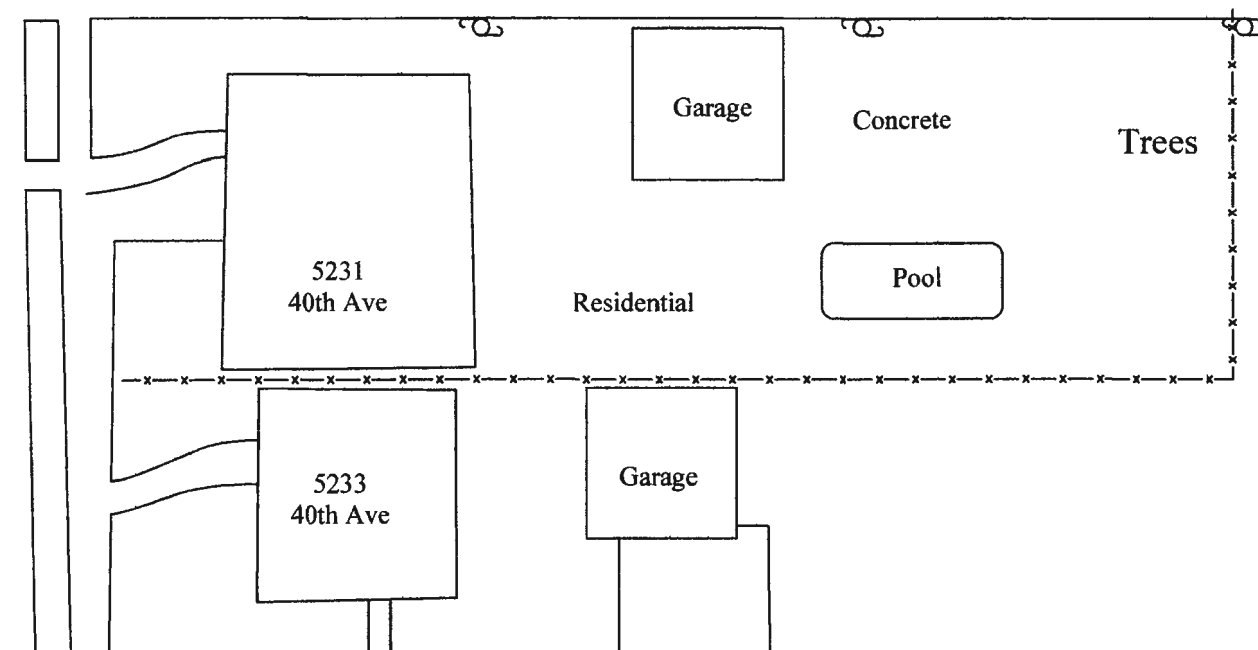 Garage
Concrete
Trees
5231
40th Ave
Residential
Pool
5233
40th Ave
Garage